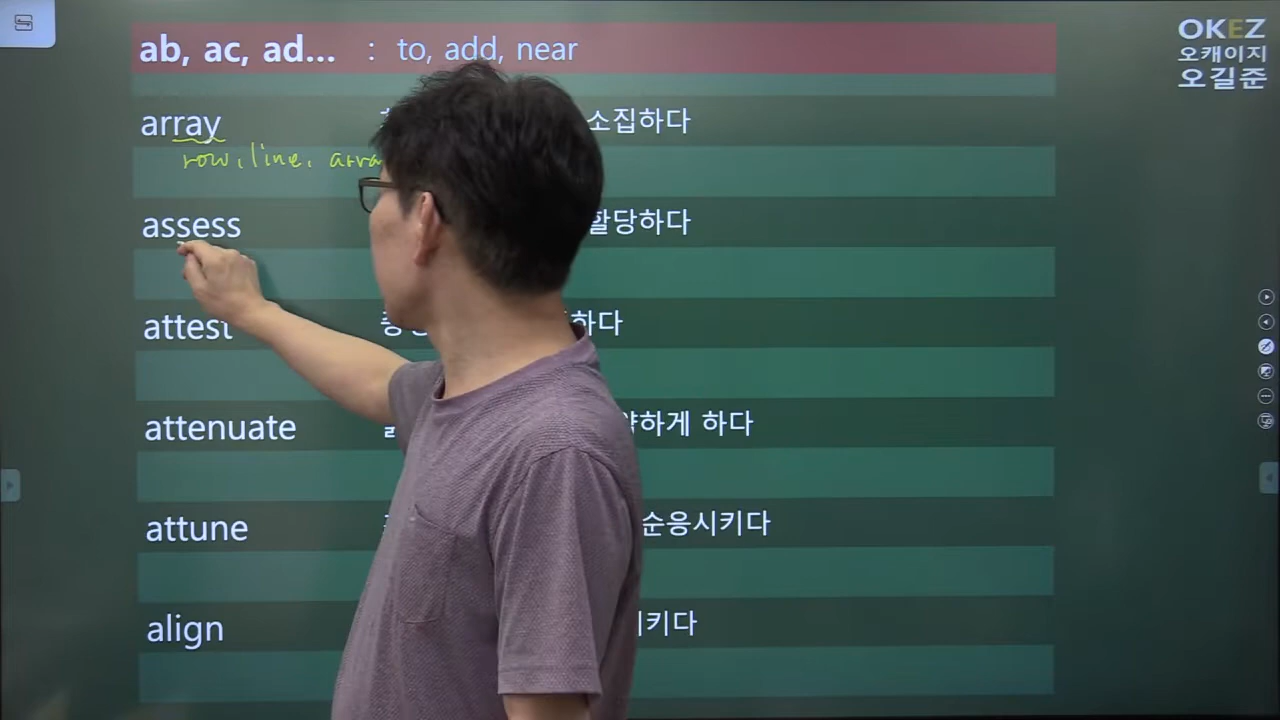 ab, ac, ad... : to, add, near
OKEZ
오캐이지
오길준
array 소집하다
row, line, arra
assess 할당하다
attest 하다
attenuate 약하게 하다
attune 순응시키다
align 키다